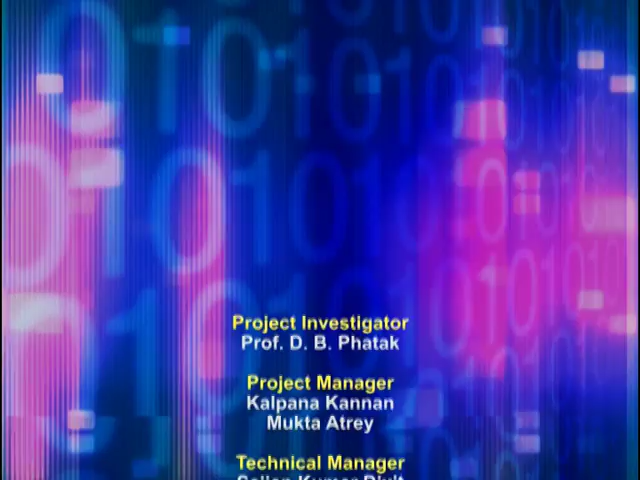 Project Investigator
Prof. D. B. Phatak
Project Manager
Kalpana Kannan
Mukta Atrey
Technical Manager